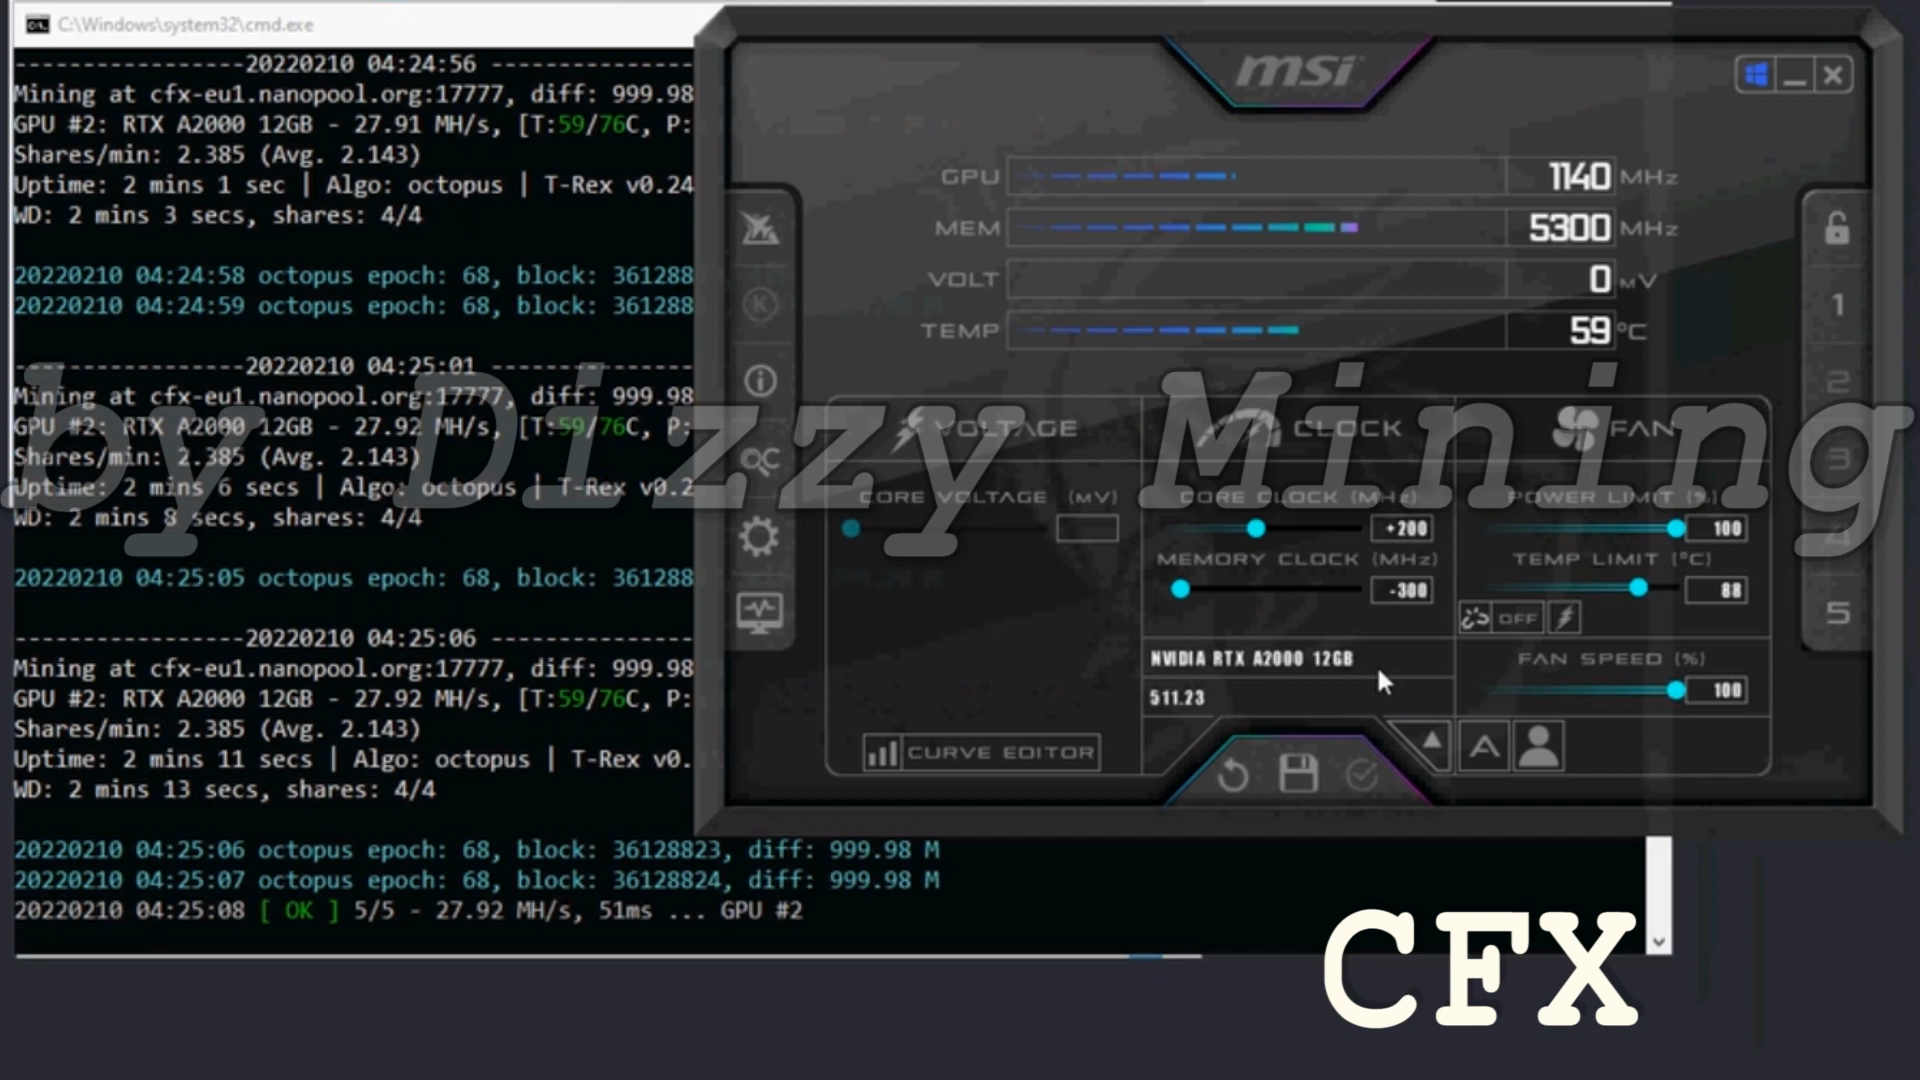 C:\Windows\system32\cmd.exe
-----------------20220210 04:24:56 ---------------
Mining at cfx-eu1.nanopool.org:17777, diff: 999.98
GPU #2: RTX A2000 12GB - 27.91 MH/s, [T:59/76C, P:
Shares/min: 2.385 (Avg. 2.143)
Uptime: 2 mins 1 sec | Algo: octopus | T-Rex v0.24
WD: 2 mins 3 secs, shares: 4/4
20220210 04:24:58 octopus epoch: 68, block: 361288
20220210 04:24:59 octopus epoch: 68, block: 361288
-----------------20220210 04:25:01 ---------------
Mining at cfx-eu1.nanopool.org:17777, diff: 999.98
GPU #2: RTX A2000 12GB - 27.92 MH/s, [T:59/76C, P:
Shares/min: 2.385 (Avg. 2.143)
Uptime: 2 mins 6 secs | Algo: octopus | T-Rex v0.2
WD: 2 mins 8 secs, shares: 4/4
20220210 04:25:05 octopus epoch: 68, block: 361288
-----------------20220210 04:25:06 ---------------
Mining at cfx-eu1.nanopool.org:17777, diff: 999.98
GPU #2: RTX A2000 12GB - 27.92 MH/s, [T:59/76C, P:
Shares/min: 2.385 (Avg. 2.143)
Uptime: 2 mins 11 secs | Algo: octopus | T-Rex v0.
WD: 2 mins 13 secs, shares: 4/4
20220210 04:25:06 octopus epoch: 68, block: 36128823, diff: 999.98 M
20220210 04:25:07 octopus epoch: 68, block: 36128824, diff: 999.98 M
20220210 04:25:08 [ OK ] 5/5 - 27.92 MH/s, 51ms ... GPU #2
msi
GPU 1140 MHz
MEM 5300 MHz
VOLT 0 MV
TEMP 59 °C
K
OC
1
2
3
4
5
by Dizzy Mining
VOLTAGE
CORE VOLTAGE (MV)
CURVE EDITOR
CLOCK
CORE CLOCK (MHz)
+200
MEMORY CLOCK (MHz)
-300
NVIDIA RTX A2000 12GB
511.23
FAN
POWER LIMIT (%)
100
TEMP LIMIT (°C)
88
OFF
FAN SPEED (%)
100
A
CFX